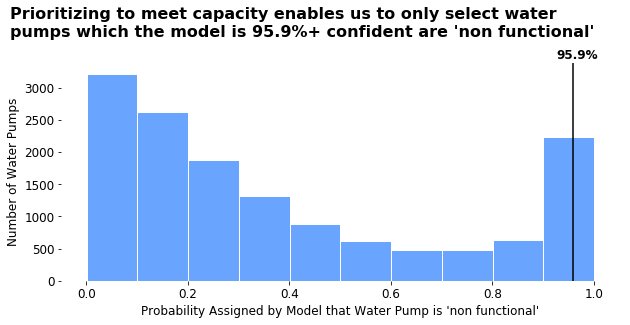 Prioritizing to meet capacity enables us to only select water
pumps which the model is 95.9%+ confident are 'non functional'
95.9%
3000
2500
2000
1500
1000
500
0
Number of Water Pumps
0.0 0.2 0.4 0.6 0.8 1.0
Probability Assigned by Model that Water Pump is 'non functional'